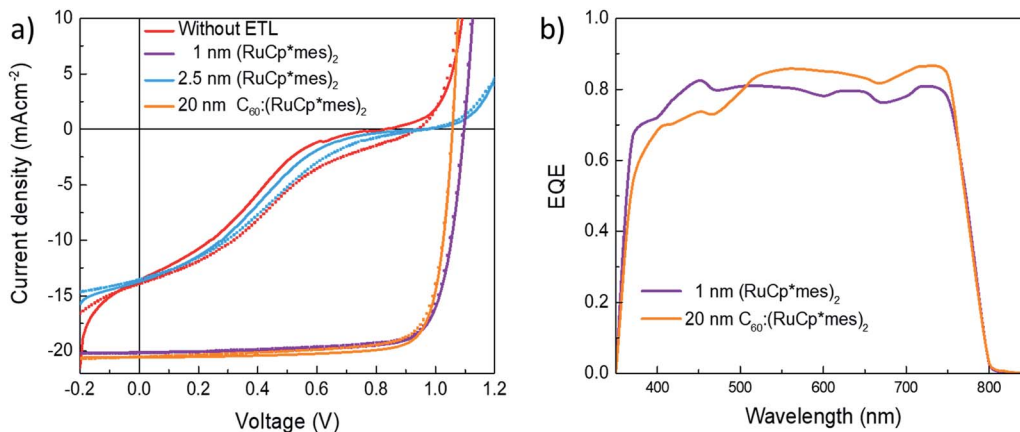 a)
Without ETL
1 nm (RuCp*mes)₂
2.5 nm (RuCp*mes)₂
20 nm C₆₀:(RuCp*mes)₂
Current density (mAcm⁻²)
10
5
0
-5
-10
-15
-20
-0.2 0.0 0.2 0.4 0.6 0.8 1.0 1.2
Voltage (V)
b)
EQE
1.0
0.8
0.6
0.4
0.2
0.0
1 nm (RuCp*mes)₂
20 nm C₆₀:(RuCp*mes)₂
400 500 600 700 800
Wavelength (nm)